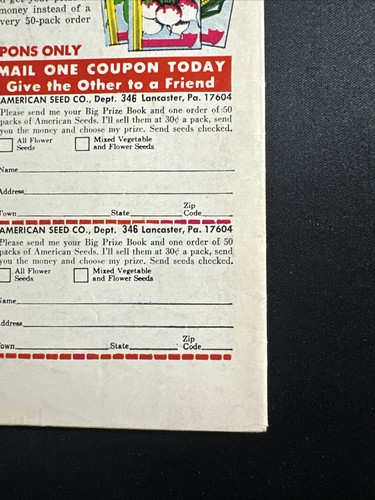 money instead of a
very 50-pack order
PONS ONLY
MAIL ONE COUPON TODAY
Give the Other to a Friend
AMERICAN SEED CO., Dept. 346 Lancaster, Pa. 17604
Please send me your Big Prize Book and one order of 50
packs of American Seeds. I'll sell them at 30¢ a pack, send
you the money and choose my prize. Send seeds checked.
All Flower Seeds
Mixed Vegetable and Flower Seeds
Name
Address
Town State Zip Code
AMERICAN SEED CO., Dept. 346 Lancaster, Pa. 17604
Please send me your Big Prize Book and one order of 50
packs of American Seeds. I'll sell them at 30¢ a pack, send
you the money and choose my prize. Send seeds checked.
All Flower Seeds
Mixed Vegetable and Flower Seeds
Name
Address
Town State Zip Code